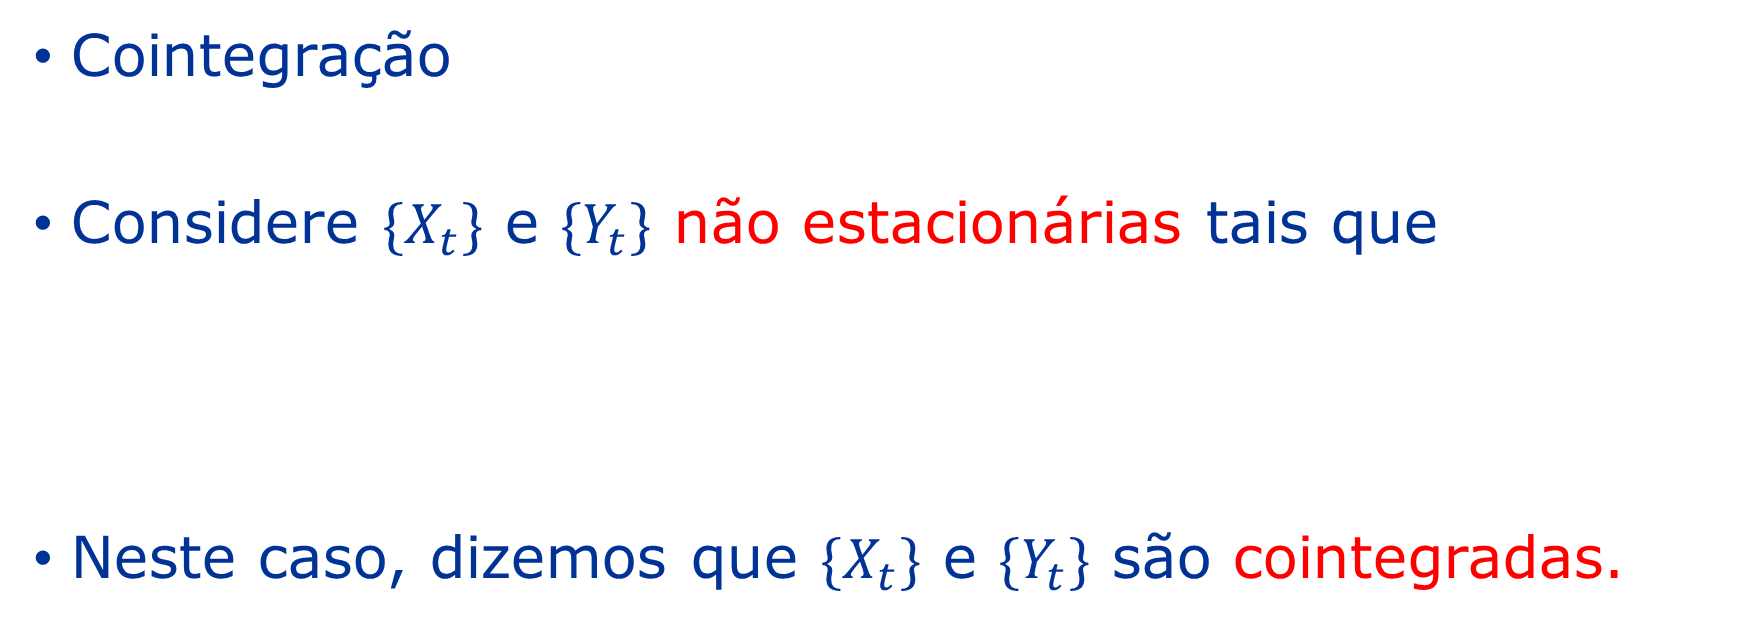 • Cointegração
• Considere {X_t} e {Y_t} não estacionárias tais que
• Neste caso, dizemos que {X_t} e {Y_t} são cointegradas.